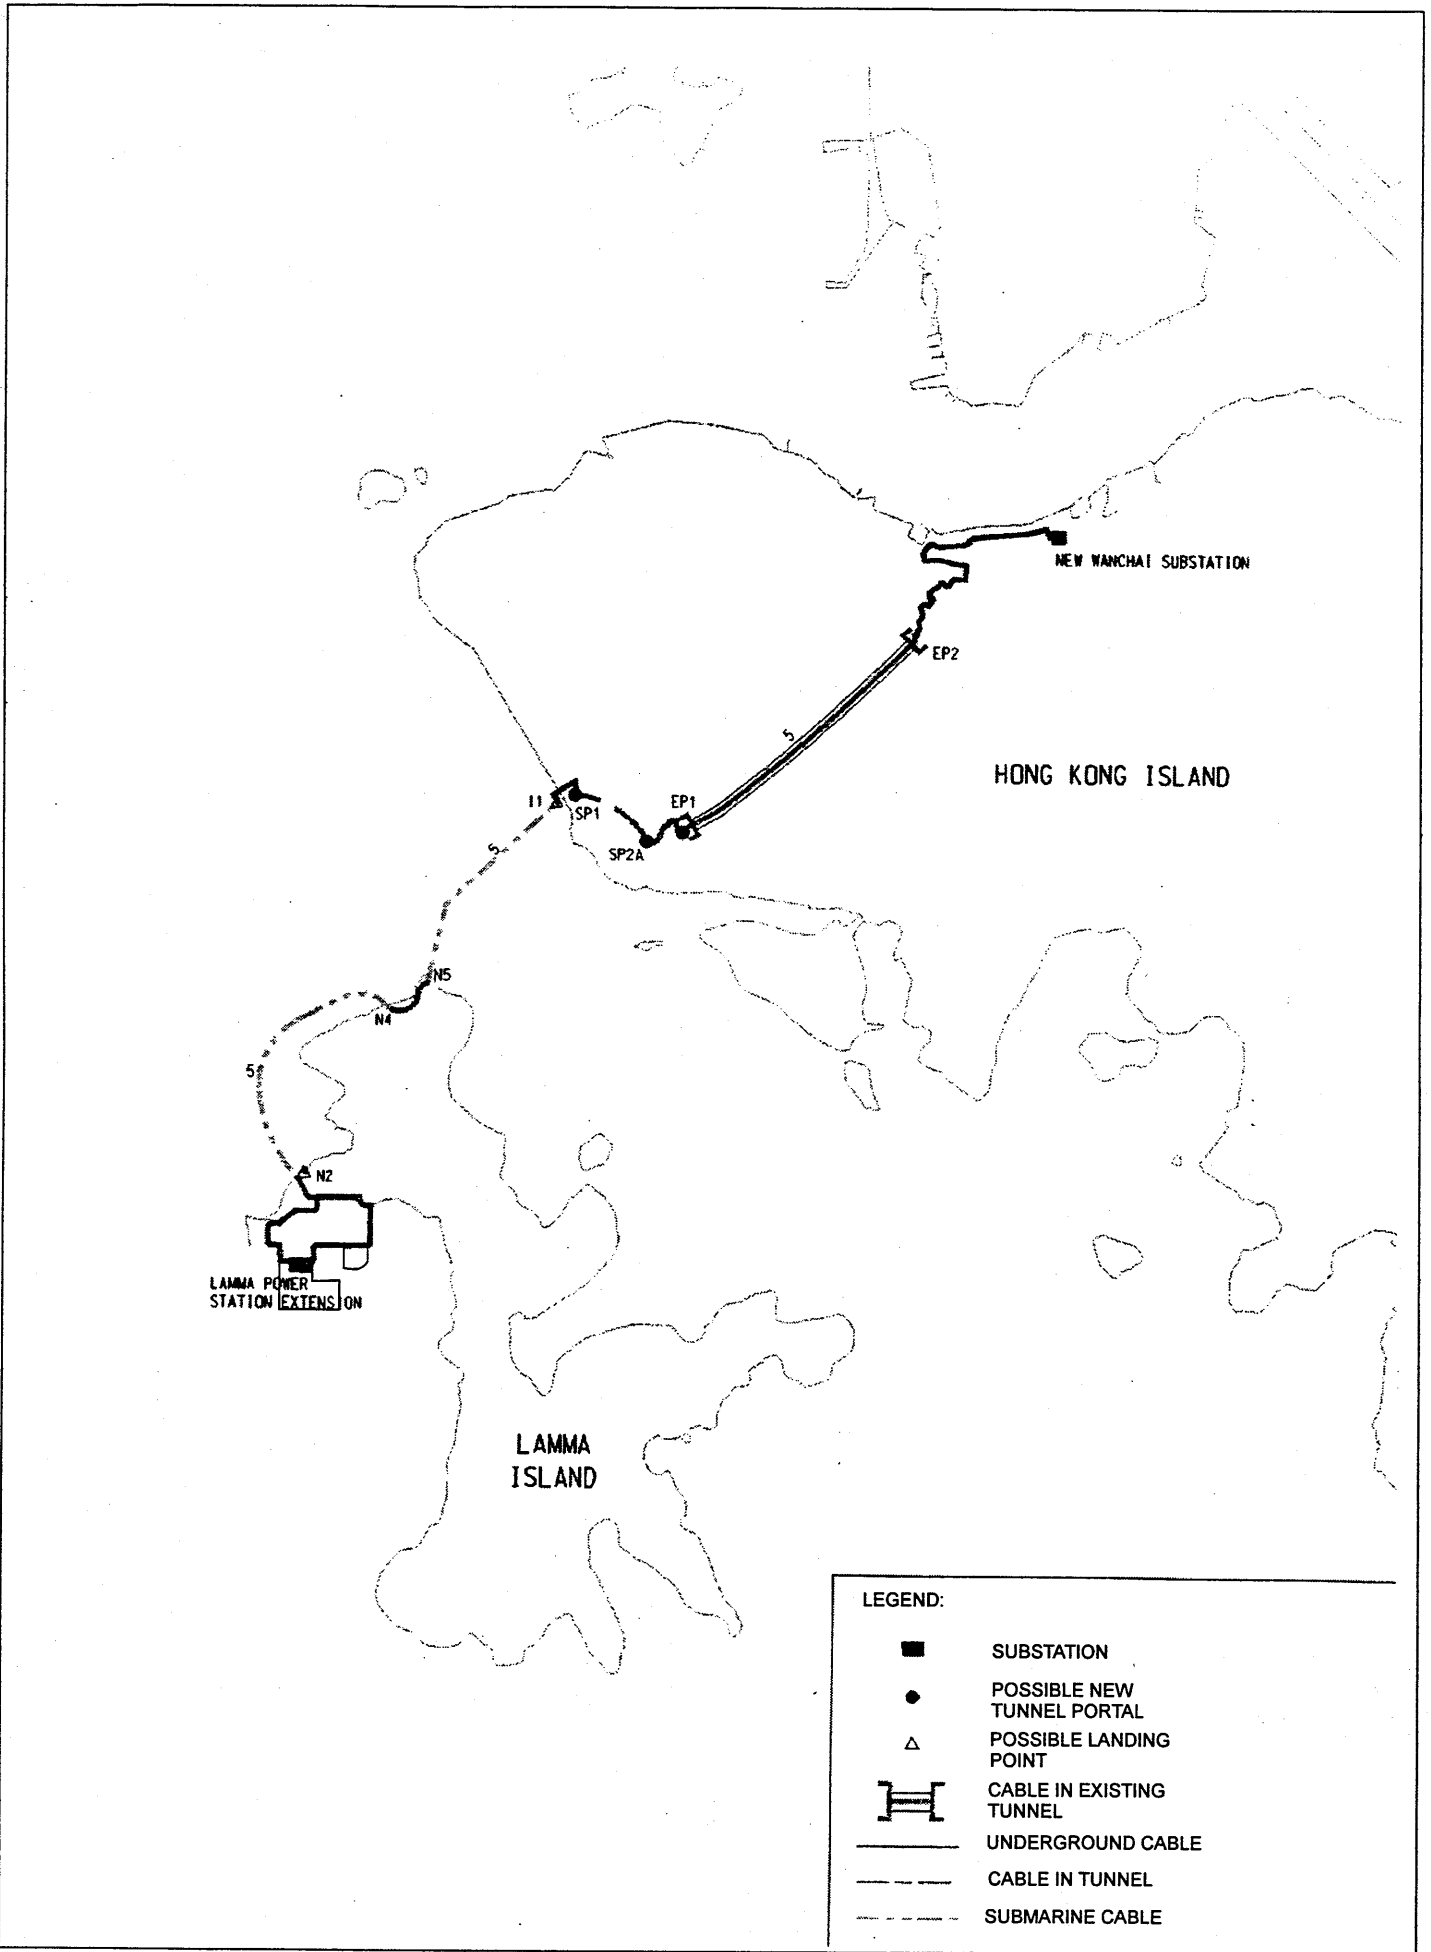 NEW WANCHAI SUBSTATION
EP2
5
HONG KONG ISLAND
I1
SP1
EP1
SP2A
5
N5
N4
5
N2
LAMMA POWER
STATION EXTENSION
LAMMA
ISLAND
LEGEND:
SUBSTATION
POSSIBLE NEW
TUNNEL PORTAL
POSSIBLE LANDING
POINT
CABLE IN EXISTING
TUNNEL
UNDERGROUND CABLE
CABLE IN TUNNEL
SUBMARINE CABLE